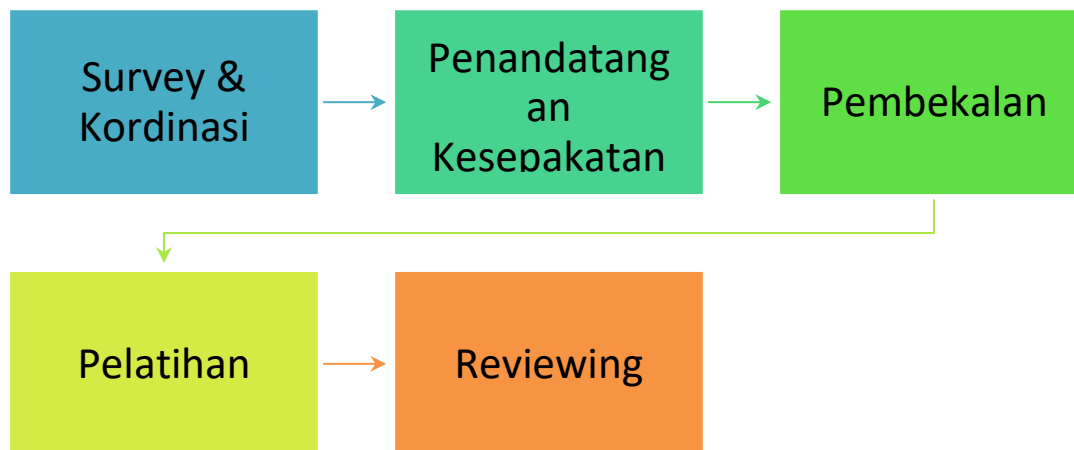 Survey &
Kordinasi
Penandatang
an
Kesepakatan
Pembekalan
Pelatihan
Reviewing